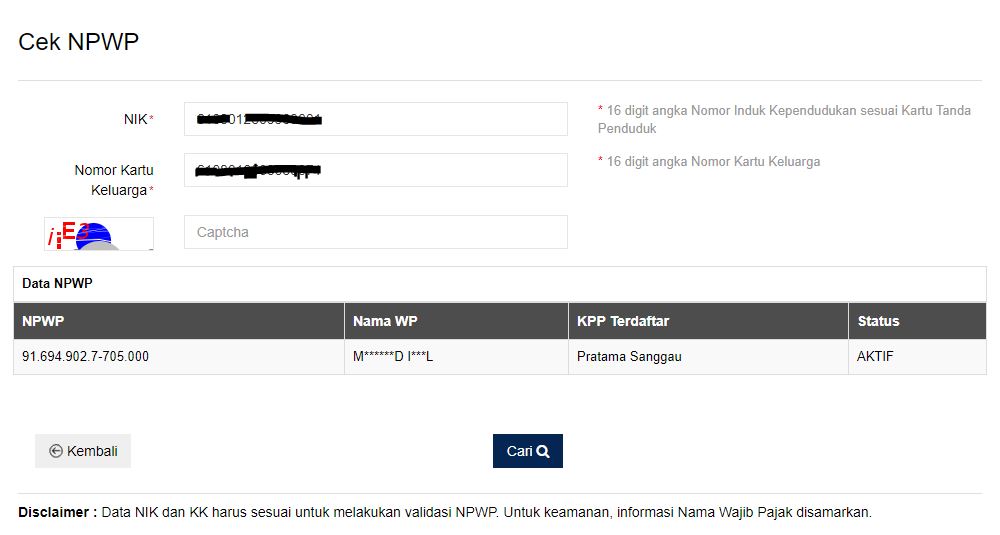 Cek NPWP
NIK*
* 16 digit angka Nomor Induk Kependudukan sesuai Kartu Tanda
Penduduk
Nomor Kartu
Keluarga*
* 16 digit angka Nomor Kartu Keluarga
Captcha
Data NPWP
NPWP Nama WP KPP Terdaftar Status
91.694.902.7-705.000 M******D I***L Pratama Sanggau AKTIF
Kembali
Cari
Disclaimer : Data NIK dan KK harus sesuai untuk melakukan validasi NPWP. Untuk keamanan, informasi Nama Wajib Pajak disamarkan.